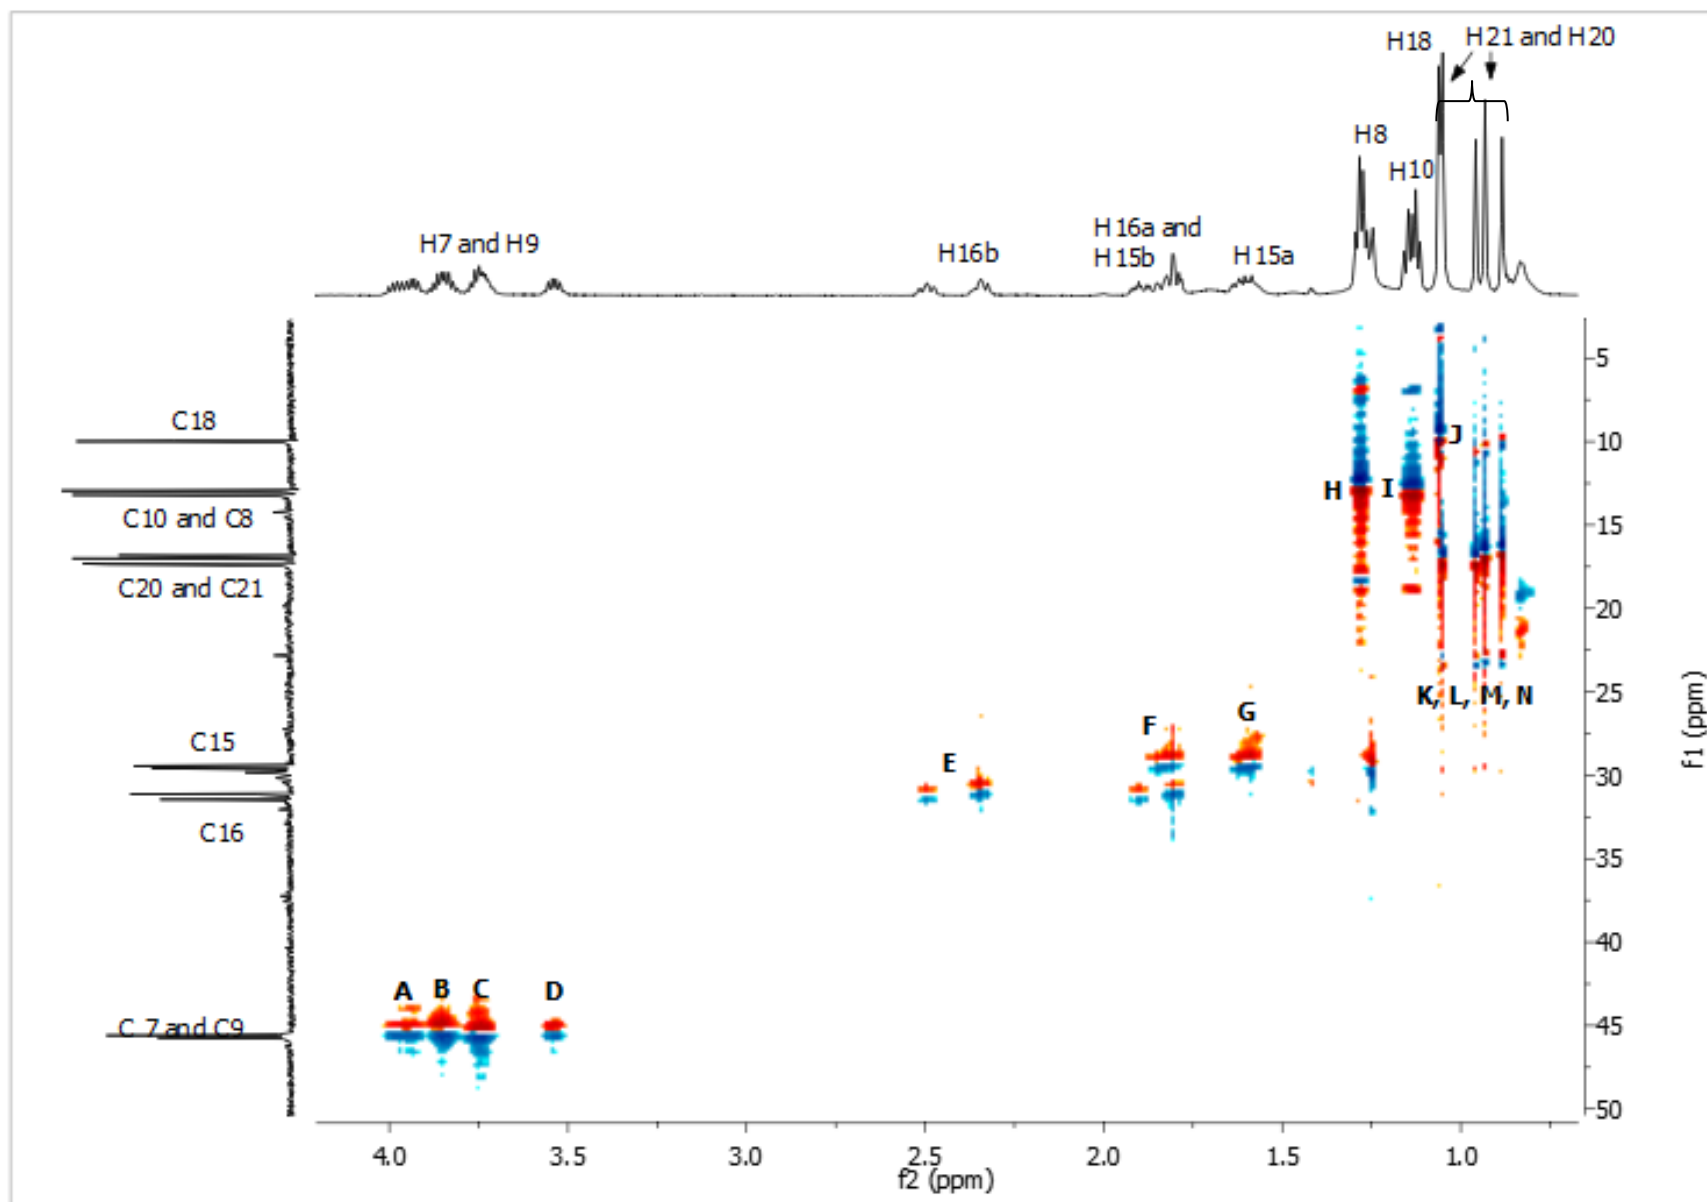 H18
H21 and H20
H8
H10
H7 and H9
H16b
H16a and
H15b
H15a
C18
C10 and C8
C20 and C21
C15
C16
C 7 and C9
A
B
C
D
E
F
G
H
I
J
K, L, M, N
5
10
15
20
25
30
35
40
45
50
f1 (ppm)
4.0
3.5
3.0
2.5
2.0
1.5
1.0
f2 (ppm)